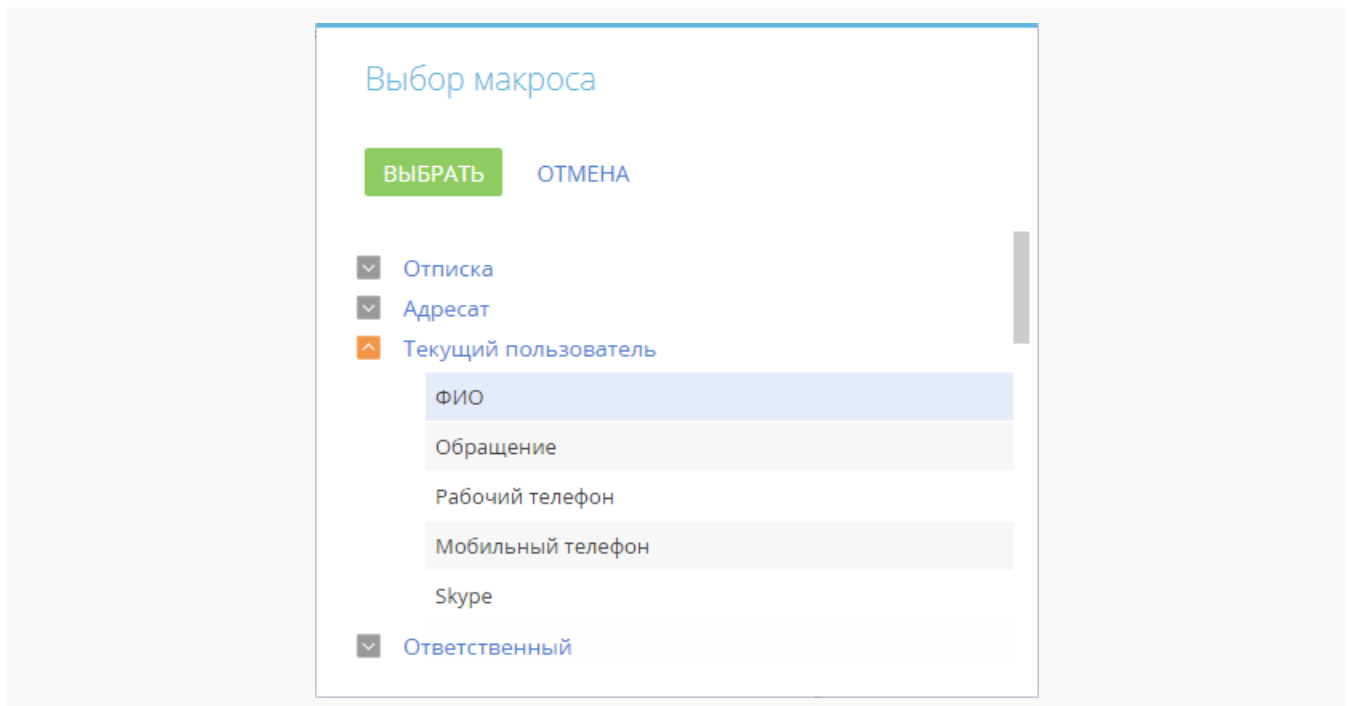 Выбор макроса
ВЫБРАТЬ ОТМЕНА
Отписка
Адресат
Текущий пользователь
ФИО
Обращение
Рабочий телефон
Мобильный телефон
Skype
Ответственный